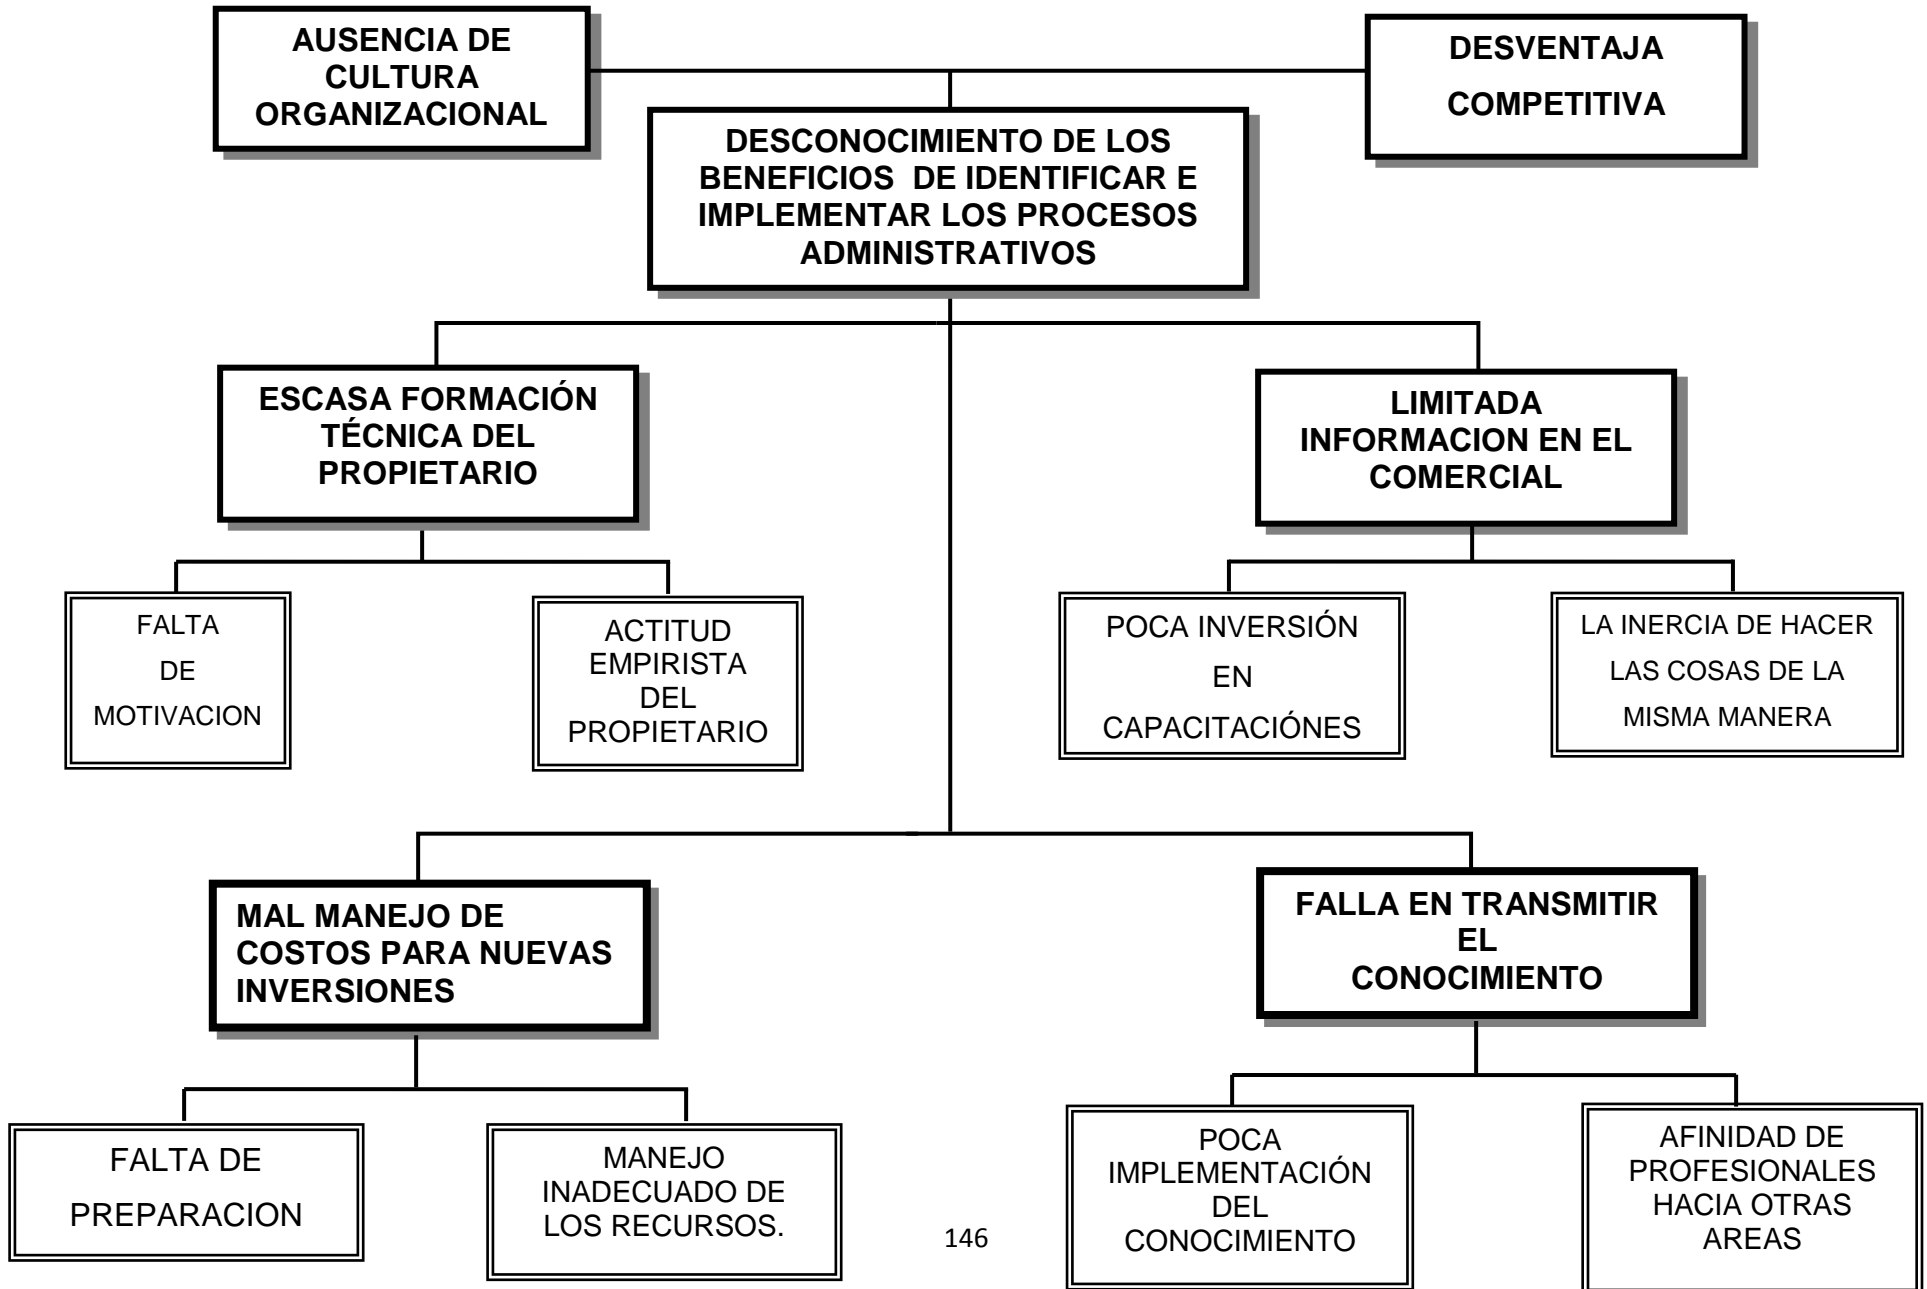 AUSENCIA DE
CULTURA
ORGANIZACIONAL
DESVENTAJA
COMPETITIVA
DESCONOCIMIENTO DE LOS
BENEFICIOS  DE IDENTIFICAR E
IMPLEMENTAR LOS PROCESOS
ADMINISTRATIVOS
ESCASA FORMACIÓN
TÉCNICA DEL
PROPIETARIO
LIMITADA
INFORMACION EN EL
COMERCIAL
FALTA
DE
MOTIVACION
ACTITUD
EMPIRISTA
DEL
PROPIETARIO
POCA INVERSIÓN
EN
CAPACITACIÓNES
LA INERCIA DE HACER
LAS COSAS DE LA
MISMA MANERA
MAL MANEJO DE
COSTOS PARA NUEVAS
INVERSIONES
FALLA EN TRANSMITIR
EL
CONOCIMIENTO
FALTA DE
PREPARACION
MANEJO
INADECUADO DE
LOS RECURSOS.
POCA
IMPLEMENTACIÓN
DEL
CONOCIMIENTO
AFINIDAD DE
PROFESIONALES
HACIA OTRAS
AREAS
146